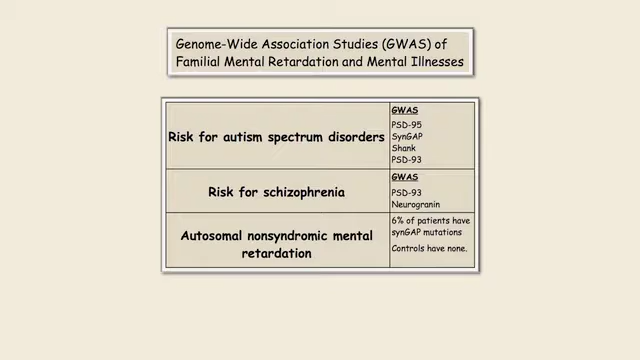 Genome-Wide Association Studies (GWAS) of
Familial Mental Retardation and Mental Illnesses
Risk for autism spectrum disorders
GWAS
PSD-95
SynGAP
Shank
PSD-93
Risk for schizophrenia
GWAS
PSD-93
Neurogranin
Autosomal nonsyndromic mental
retardation
6% of patients have
synGAP mutations
Controls have none.